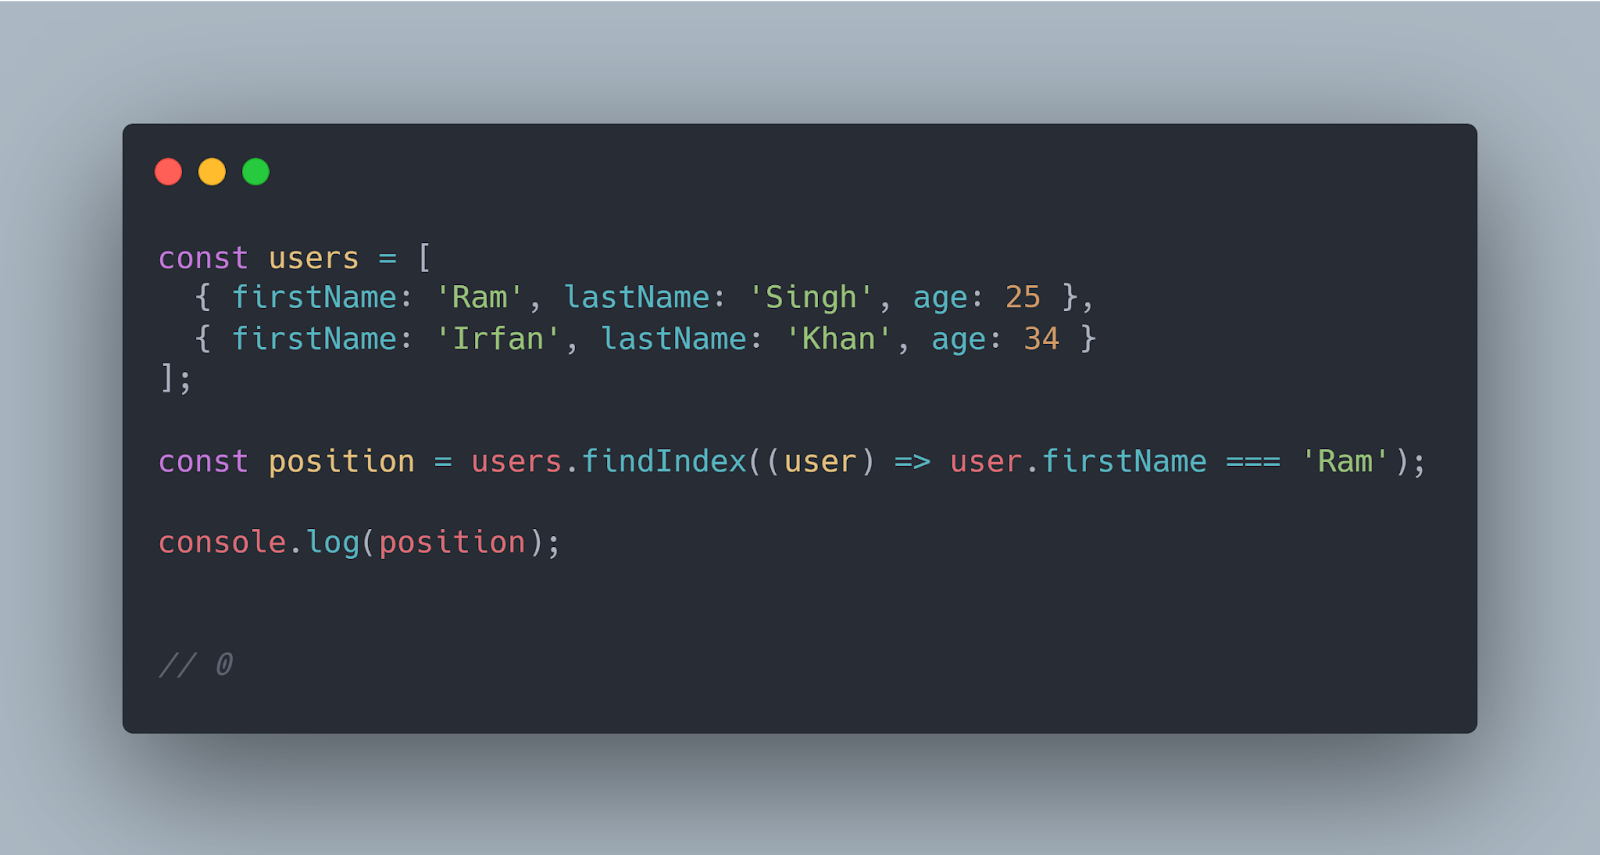 const users = [
  { firstName: 'Ram', lastName: 'Singh', age: 25 },
  { firstName: 'Irfan', lastName: 'Khan', age: 34 }
];
const position = users.findIndex((user) => user.firstName === 'Ram');
console.log(position);
// 0